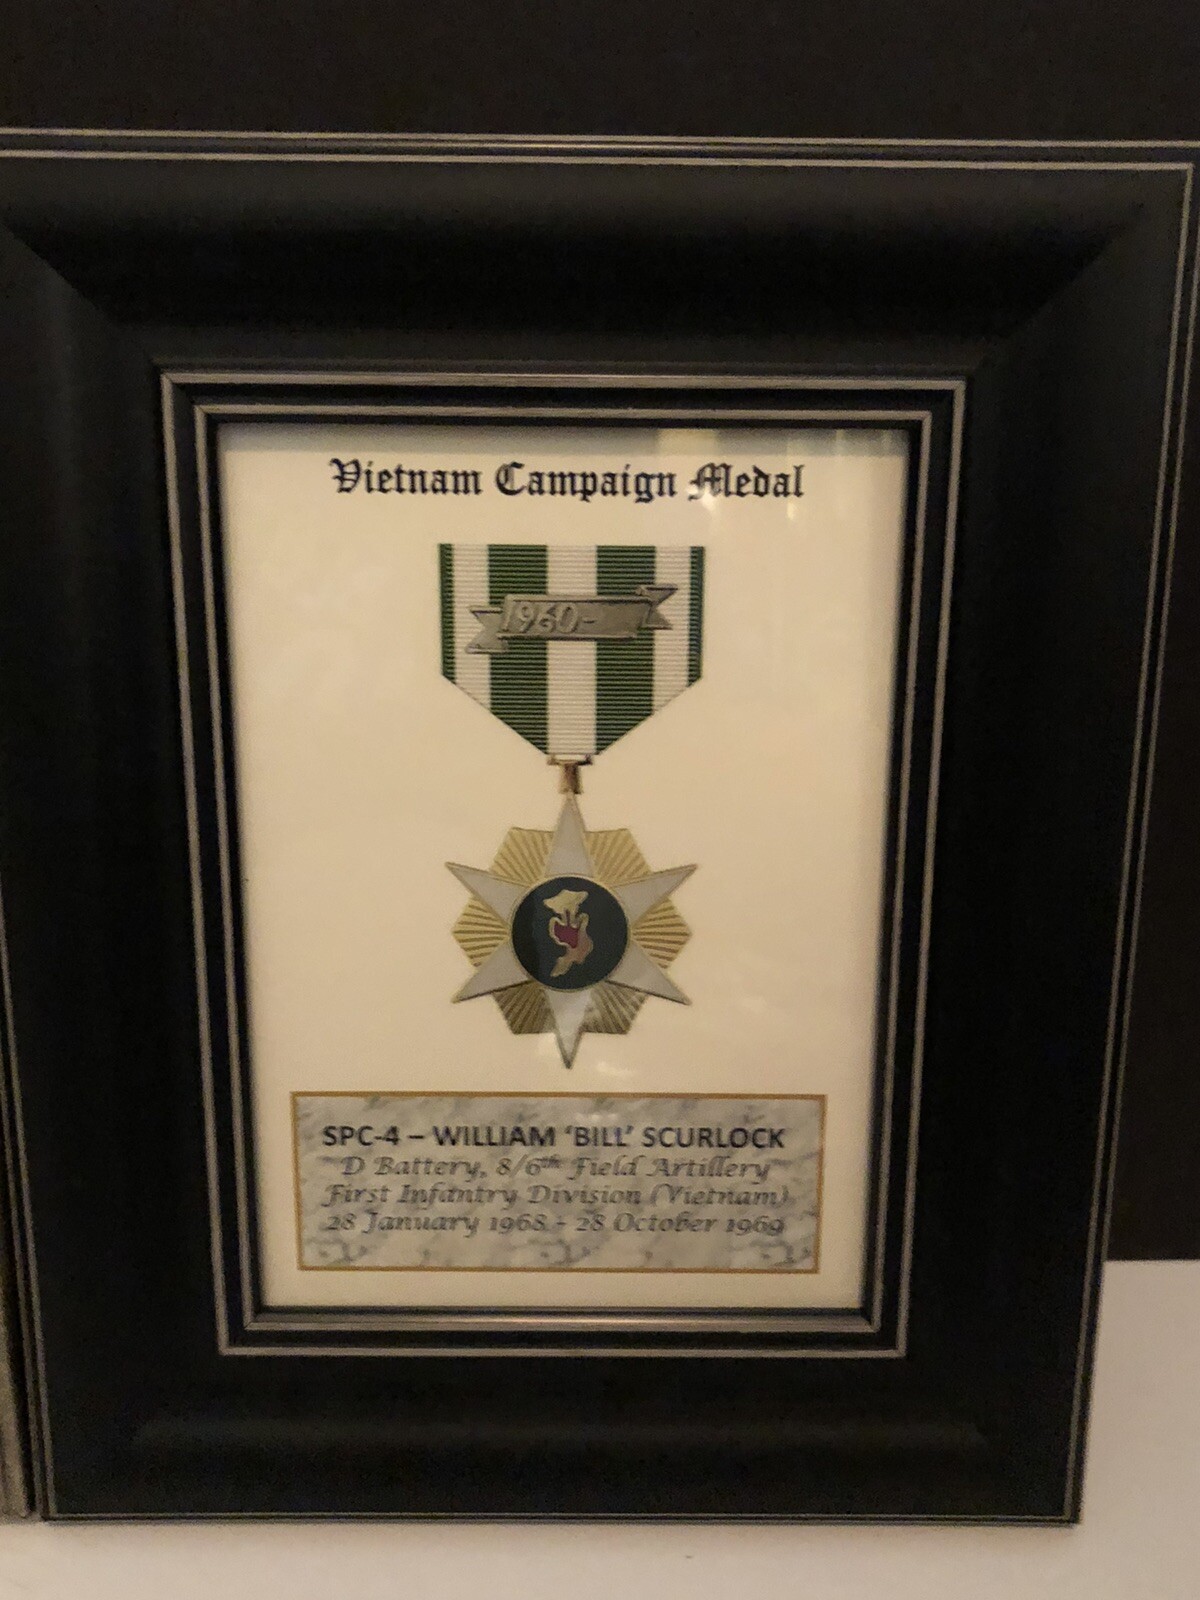 Vietnam Campaign Medal
1960-
SPC-4 – WILLIAM 'BILL' SCURLOCK
D Battery, 8/6th Field Artillery
First Infantry Division (Vietnam)
28 January 1968 - 28 October 1969